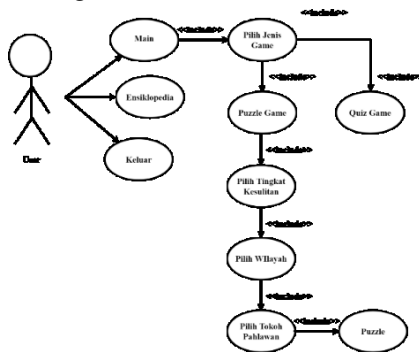 <<Include>>
Main
<<Include>>
Pilih Jenis
Game
<<Include>>
<<Include>>
Ensiklopedia
Puzzle Game
Quiz Game
User
Keluar
<<Include>>
Pilih Tingkat
Kesulitan
<<Include>>
Pilih WIlayah
<<Include>>
Pilih Tokoh
Pahlawan
<<Include>>
Puzzle